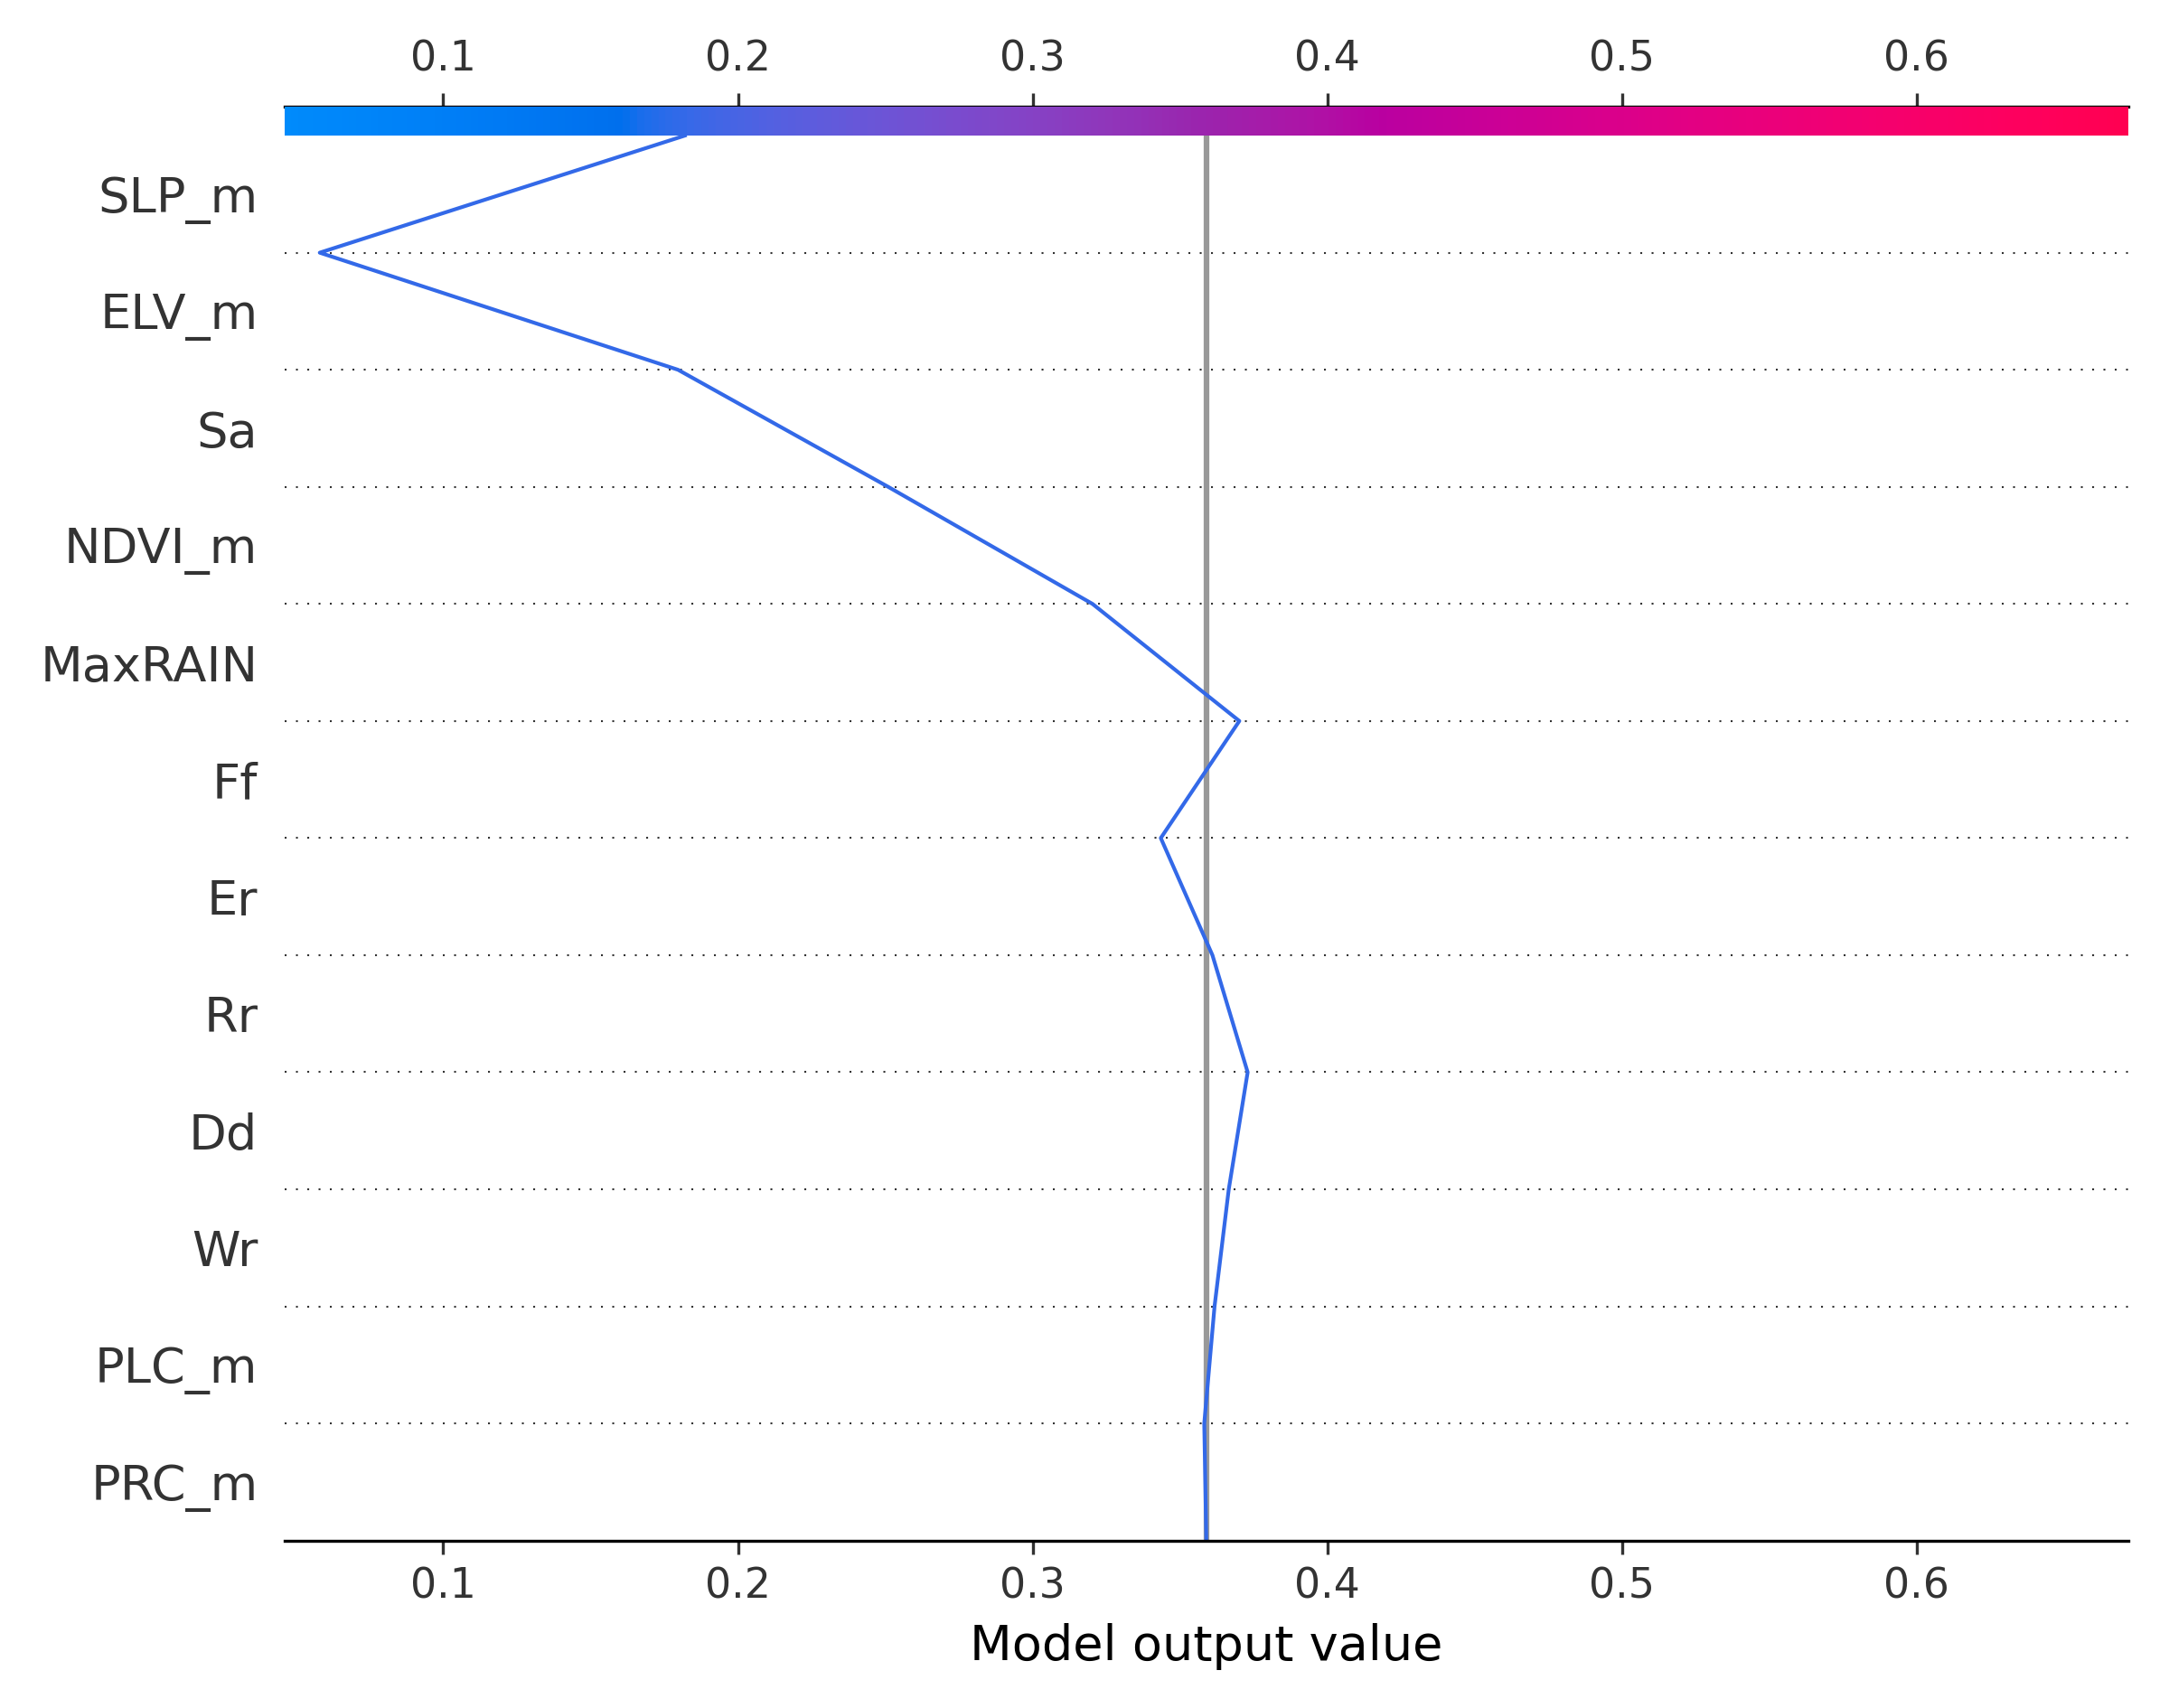 0.1 0.2 0.3 0.4 0.5 0.6
SLP_m
ELV_m
Sa
NDVI_m
MaxRAIN
Ff
Er
Rr
Dd
Wr
PLC_m
PRC_m
0.1 0.2 0.3 0.4 0.5 0.6
Model output value